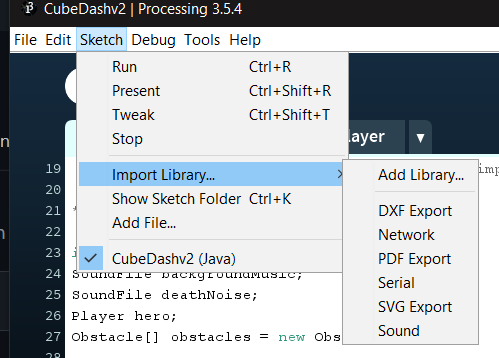 CubeDashv2 | Processing 3.5.4
File Edit Sketch Debug Tools Help
Run Ctrl+R
Present Ctrl+Shift+R
Tweak Ctrl+Shift+T
Stop
layer ▼
19 Import Library... > Add Library... imp
20 Show Sketch Folder Ctrl+K
21 Add File... DXF Export
Network
CubeDashv2 (Java) PDF Export
24 SoundFile backgroundMusic; Serial
25 SoundFile deathNoise; SVG Export
26 Player hero; Sound
27 Obstacle[] obstacles = new Obs